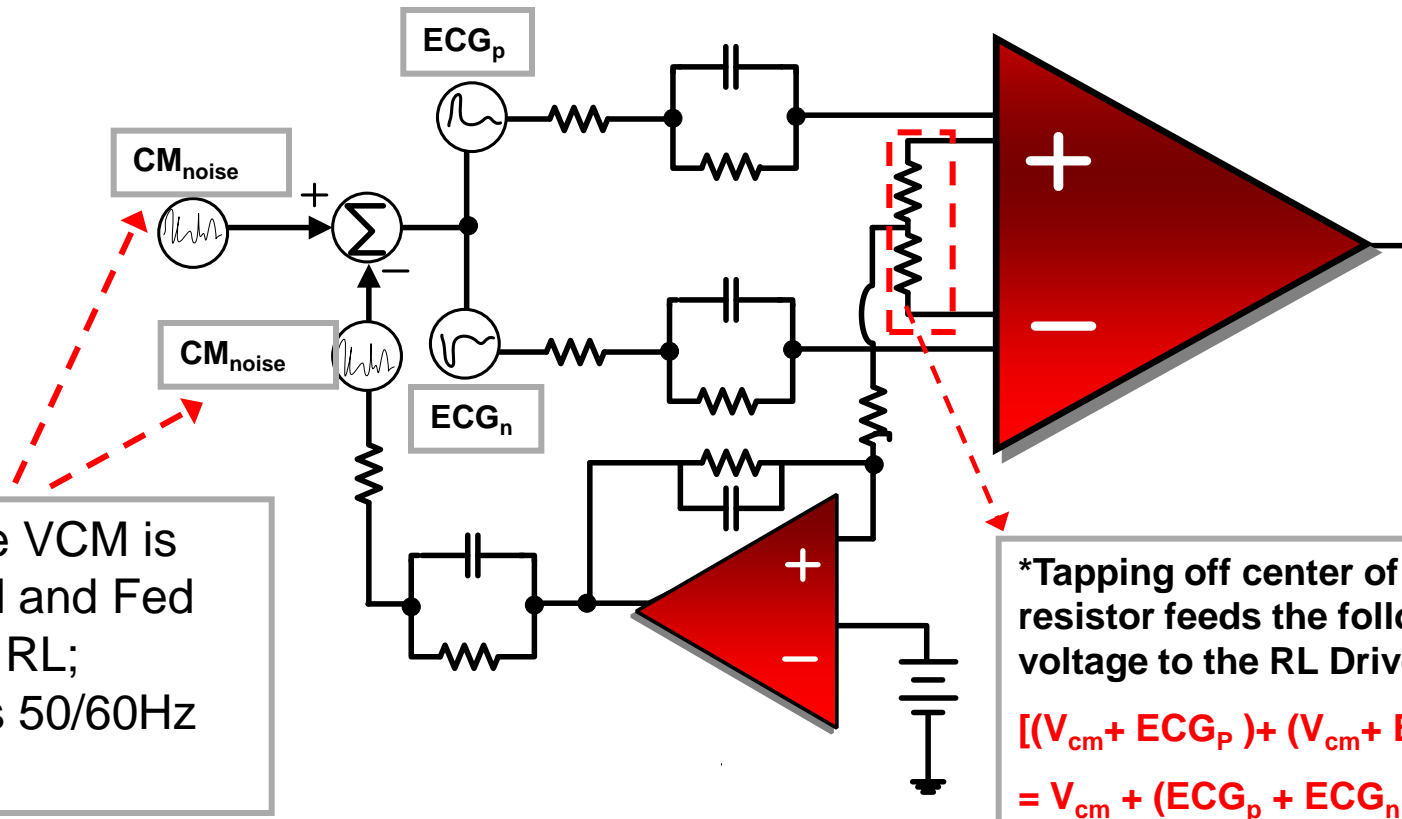 ECGp
CMnoise
+
Σ
−
+
CMnoise
ECGn
−
e VCM is
l and Fed
RL;
s 50/60Hz
+
−
*Tapping off center of
resistor feeds the follo
voltage to the RL Drive
[(Vcm+ ECGP )+ (Vcm+ E
= Vcm + (ECGp + ECGn